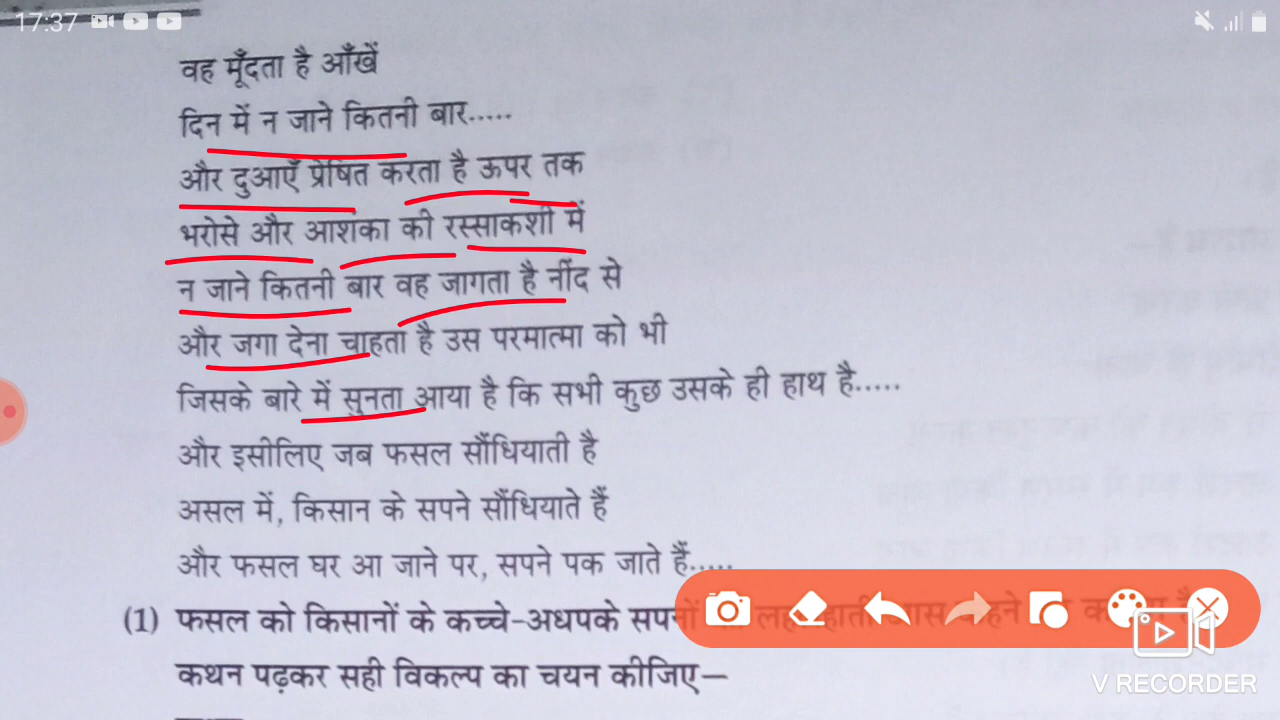 17:37
वह मूँदता है आँखें
दिन में न जाने कितनी बार.....
और दुआएँ प्रेषित करता है ऊपर तक
भरोसे और आशंका की रस्साकशी में
न जाने कितनी बार वह जागता है नींद से
और जगा देना चाहता है उस परमात्मा को भी
जिसके बारे में सुनता आया है कि सभी कुछ उसके ही हाथ है.....
और इसीलिए जब फसल सौंधियाती है
असल में, किसान के सपने सौंधियाते हैं
और फसल घर आ जाने पर, सपने पक जाते हैं.....
(1) फसल को किसानों के कच्चे-अधपके सपनों
कथन पढ़कर सही विकल्प का चयन कीजिए—
V RECORDER